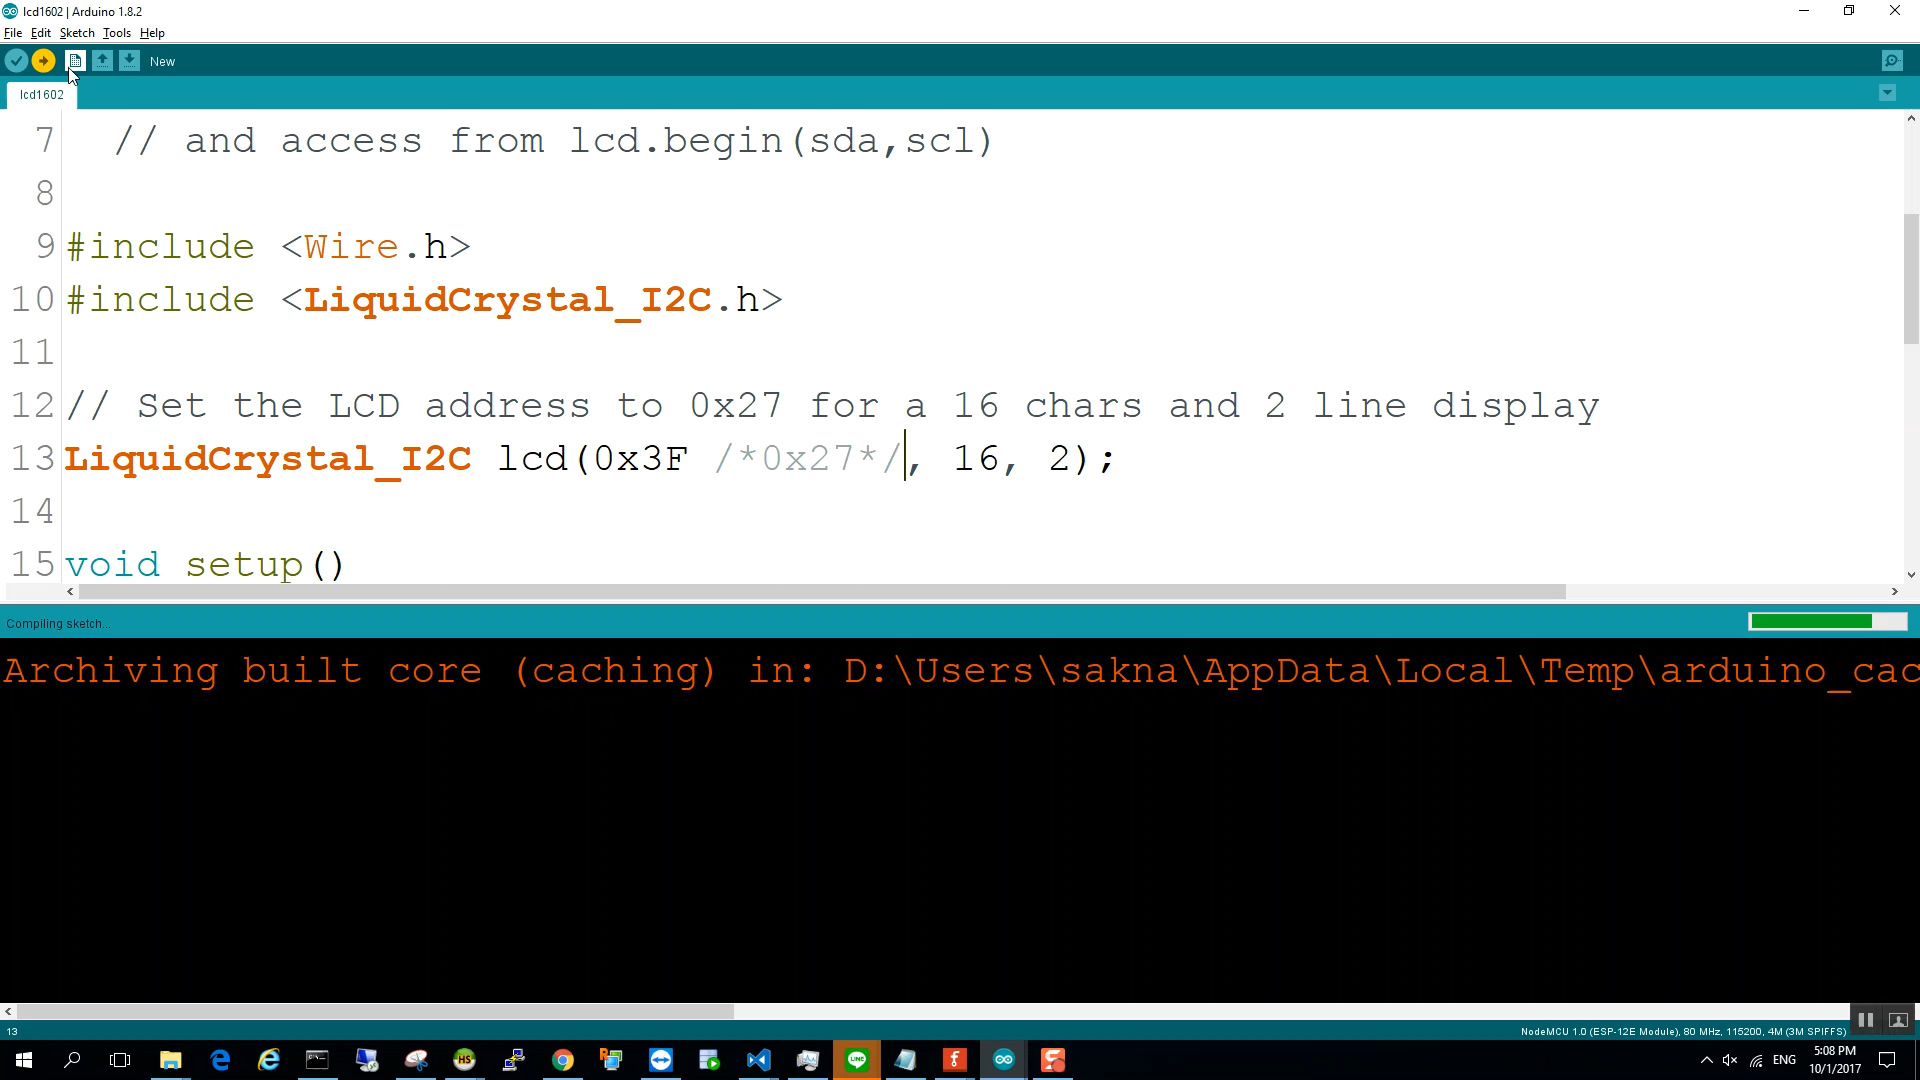 lcd1602 | Arduino 1.8.2
File Edit Sketch Tools Help
New
lcd1602
7 // and access from lcd.begin(sda,scl)
8
9 #include <Wire.h>
10 #include <LiquidCrystal_I2C.h>
11
12 // Set the LCD address to 0x27 for a 16 chars and 2 line display
13 LiquidCrystal_I2C lcd(0x3F /*0x27*/, 16, 2);
14
15 void setup()
Compiling sketch...
Archiving built core (caching) in: D:\Users\sakna\AppData\Local\Temp\arduino_cac
13
NodeMCU 1.0 (ESP-12E Module), 80 MHz, 115200, 4M (3M SPIFFS)
HS
LINE
ENG
5:08 PM
10/1/2017